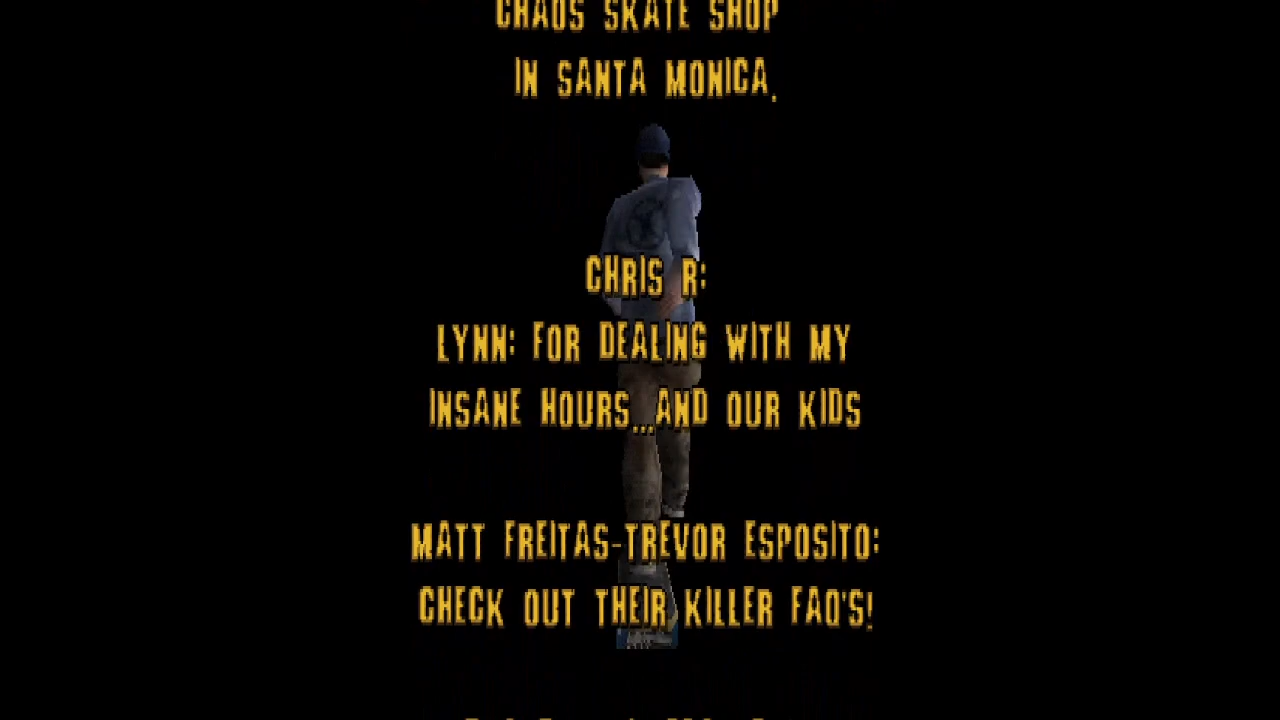 CHAOS SKATE SHOP
IN SANTA MONICA.
CHRIS R:
LYNN: FOR DEALING WITH MY
INSANE HOURS...AND OUR KIDS
MATT FREITAS-TREVOR ESPOSITO:
CHECK OUT THEIR KILLER FAQ'S!